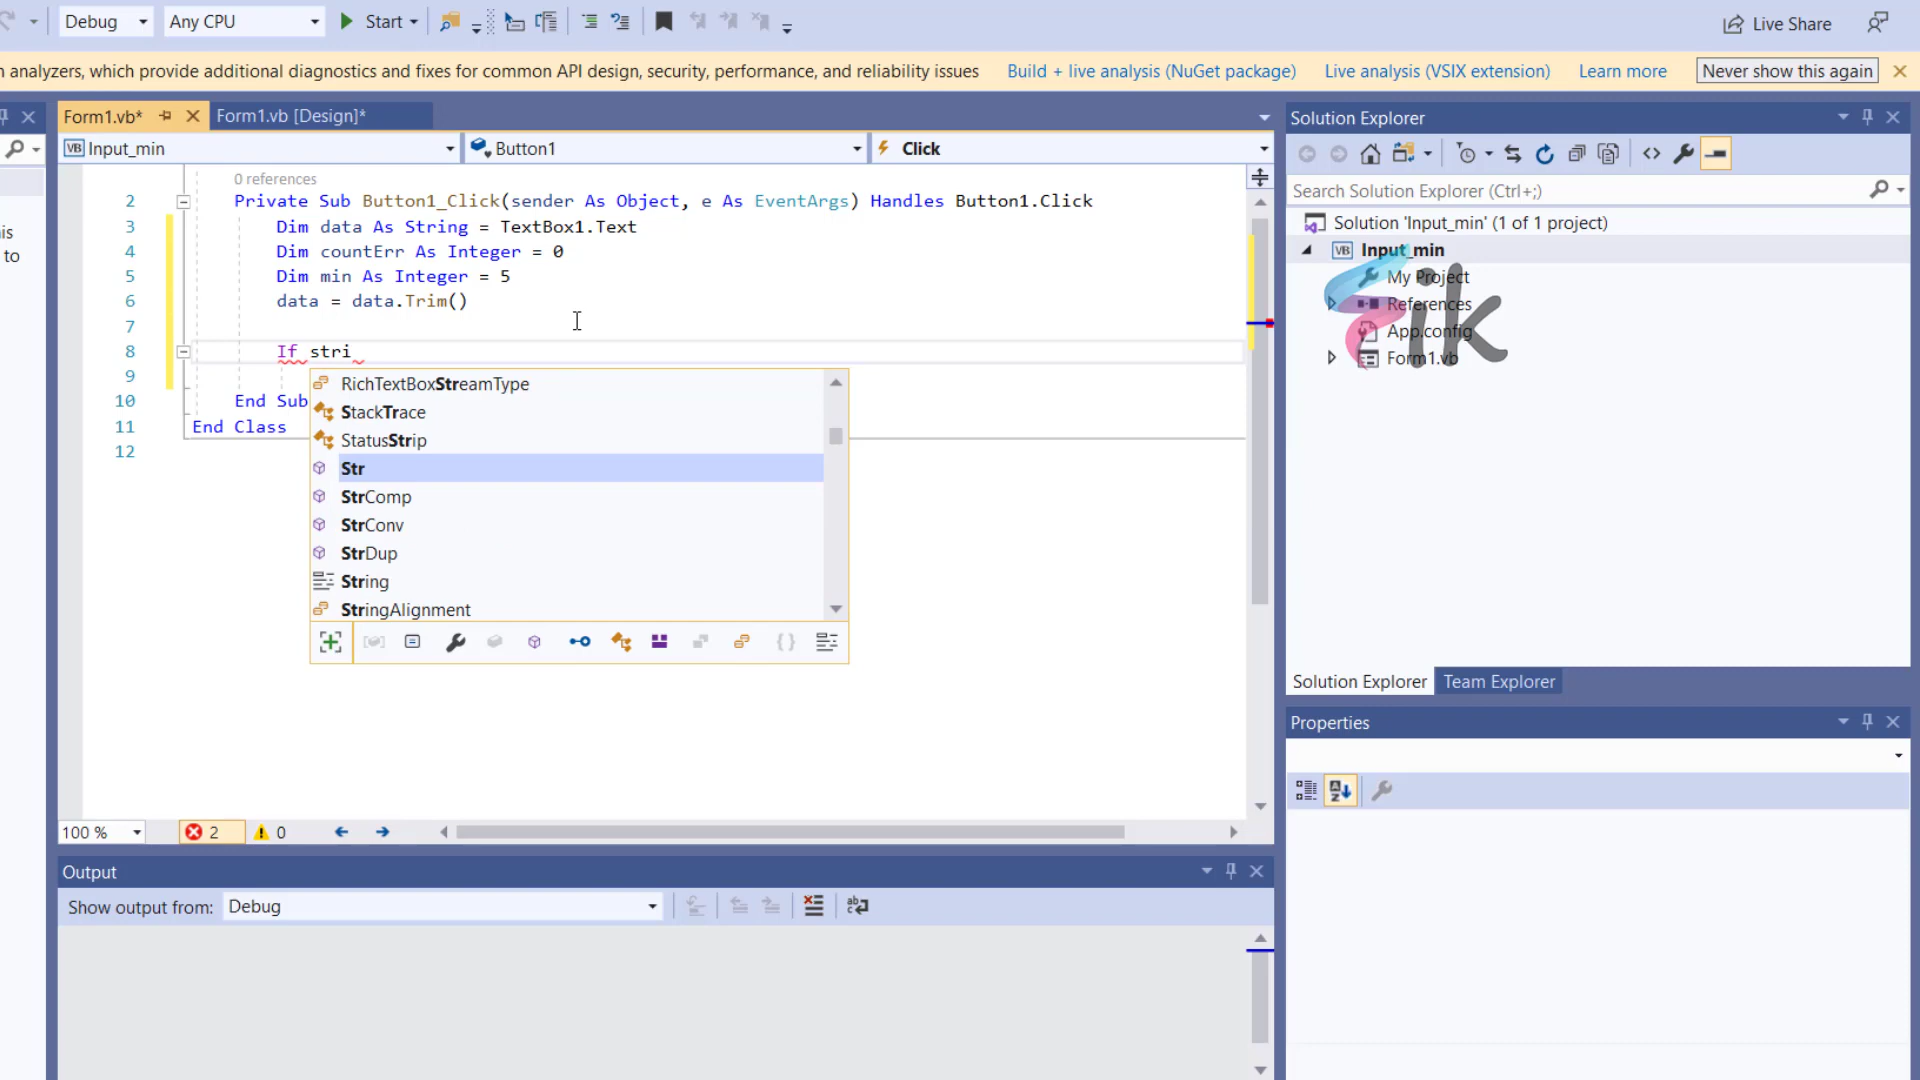 Debug
Any CPU
Start
Live Share
n analyzers, which provide additional diagnostics and fixes for common API design, security, performance, and reliability issues
Build + live analysis (NuGet package)
Live analysis (VSIX extension)
Learn more
Never show this again
Form1.vb*
Form1.vb [Design]*
VB Input_min
Button1
Click
0 references
2 Private Sub Button1_Click(sender As Object, e As EventArgs) Handles Button1.Click
3 Dim data As String = TextBox1.Text
4 Dim countErr As Integer = 0
5 Dim min As Integer = 5
6 data = data.Trim()
7
8 If stri
9
10 End Sub
11 End Class
12
is
to
RichTextBoxStreamType
StackTrace
StatusStrip
Str
StrComp
StrConv
StrDup
String
StringAlignment
100 %
2
0
Output
Show output from:
Debug
Solution Explorer
Search Solution Explorer (Ctrl+;)
Solution 'Input_min' (1 of 1 project)
VB Input_min
My Project
References
App.config
Form1.vb
ik
Solution Explorer
Team Explorer
Properties